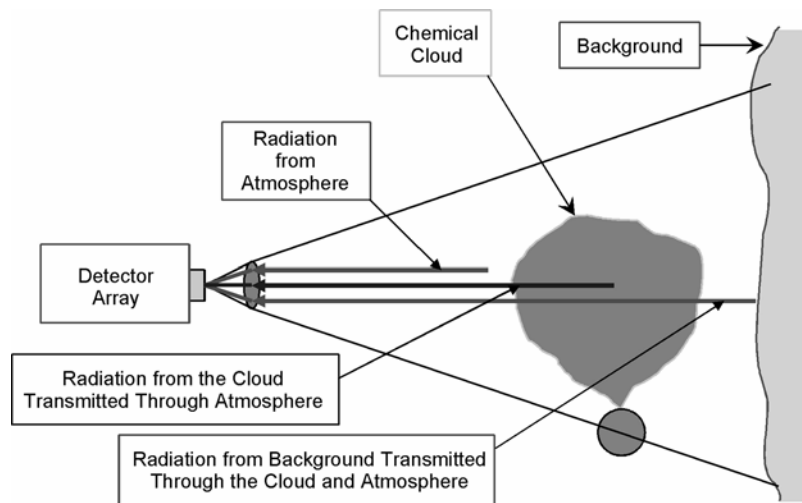 Chemical
Cloud
Background
Radiation
from
Atmosphere
Detector
Array
Radiation from the Cloud
Transmitted Through Atmosphere
Radiation from Background Transmitted
Through the Cloud and Atmosphere